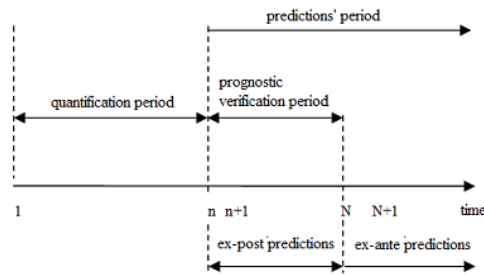 predictions' period
prognostic
quantification period verification period
1 n n+1 N N+1 time
ex-post predictions ex-ante predictions